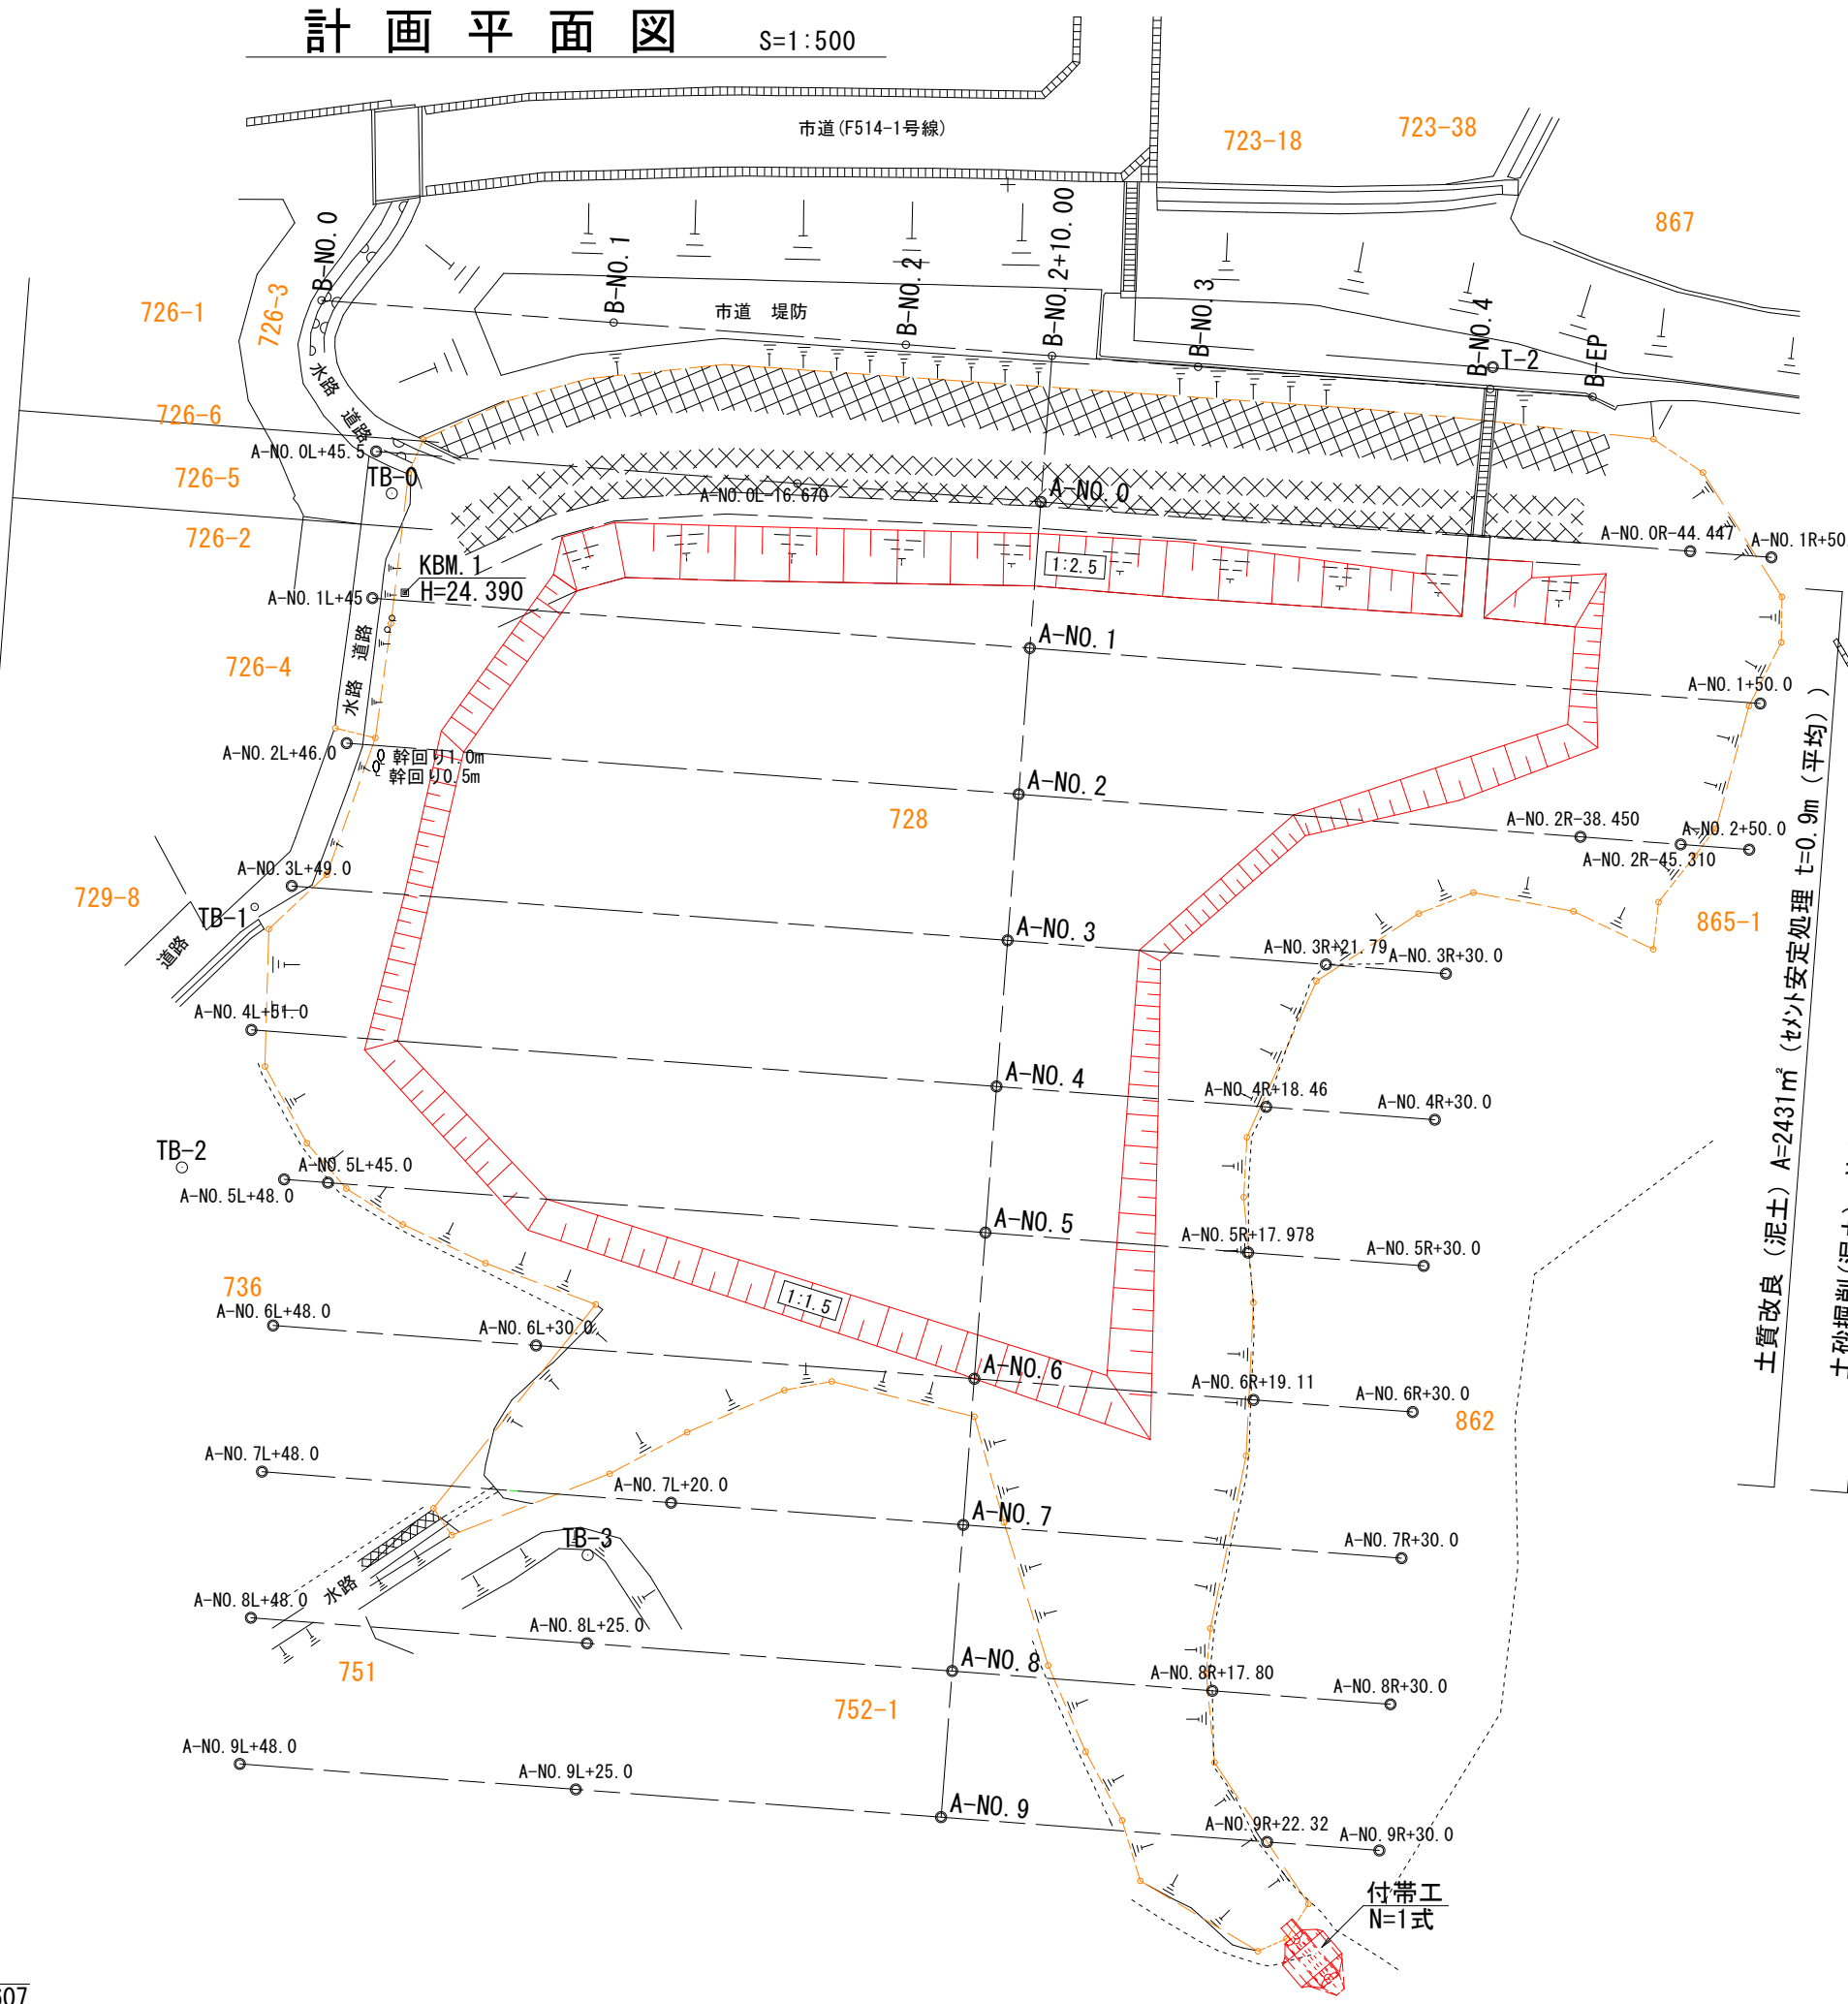 計画平面図 S=1:500
市道(F514-1号線)
723-18
723-38
867
B-NO.0
B-NO.1
B-NO.2
B-NO.2+10.00
B-NO.3
B-NO.4
B-EP
T-2
市道 堤防
726-1
726-3
水路 道路
726-6
A-NO.0L+45.5
726-5
TB-0
A-NO.0L-16.670
A-NO.0
726-2
A-NO.0R-44.447
A-NO.1R+50
KBM.1
H=24.390
1:2.5
A-NO.1L+45
A-NO.1
726-4
水路 道路
A-NO.1+50.0
A-NO.2L+46.0
幹回り1.0m
幹回り0.5m
A-NO.2
728
A-NO.2R-38.450
A-NO.2+50.0
A-NO.2R-45.310
A-NO.3L+49.0
729-8
TB-1
道路
A-NO.3
A-NO.3R+21.79
A-NO.3R+30.0
865-1
A-NO.4L+51.0
A-NO.4
A-NO.4R+18.46
A-NO.4R+30.0
TB-2
A-NO.5L+45.0
A-NO.5L+48.0
A-NO.5
A-NO.5R+17.978
A-NO.5R+30.0
土質改良(泥土) A=2431㎡ (セメント安定処理 t=0.9m(平均))
736
A-NO.6L+48.0
A-NO.6L+30.0
1:1.5
A-NO.6
A-NO.6R+19.11
A-NO.6R+30.0
862
A-NO.7L+48.0
A-NO.7L+20.0
A-NO.7
A-NO.7R+30.0
TB-3
水路
A-NO.8L+48.0
A-NO.8L+25.0
A-NO.8
A-NO.8R+17.80
A-NO.8R+30.0
751
752-1
A-NO.9L+48.0
A-NO.9L+25.0
A-NO.9
A-NO.9R+22.32
A-NO.9R+30.0
付帯工
N=1式